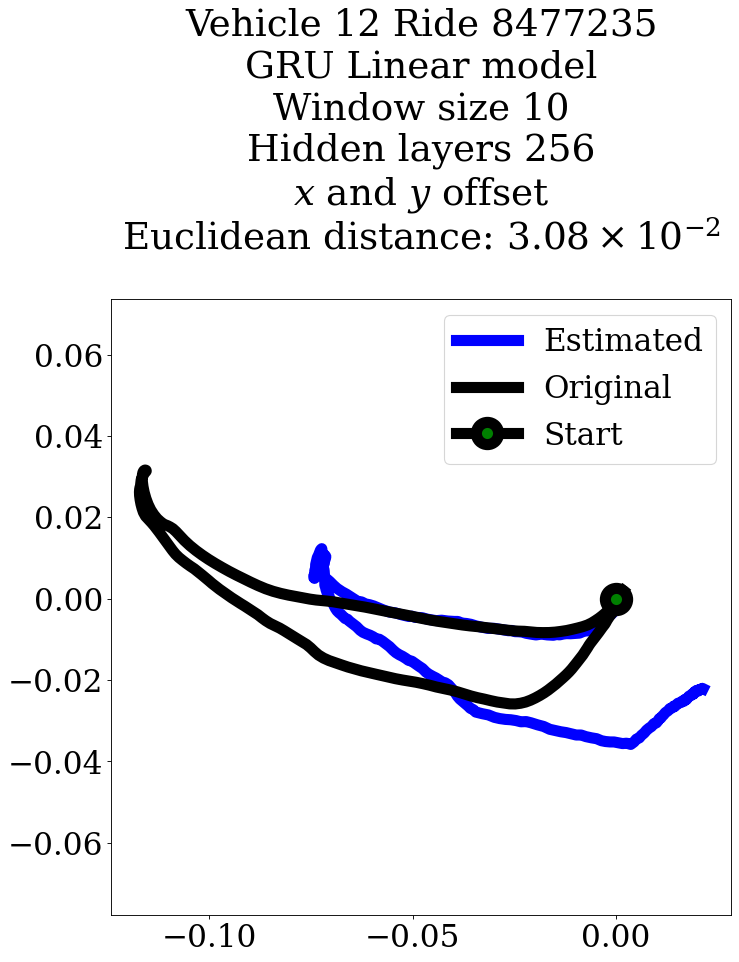 Vehicle 12 Ride 8477235
GRU Linear model
Window size 10
Hidden layers 256
x and y offset
Euclidean distance: 3.08 × 10⁻²
Estimated
Original
Start
0.06
0.04
0.02
0.00
−0.02
−0.04
−0.06
−0.10
−0.05
0.00